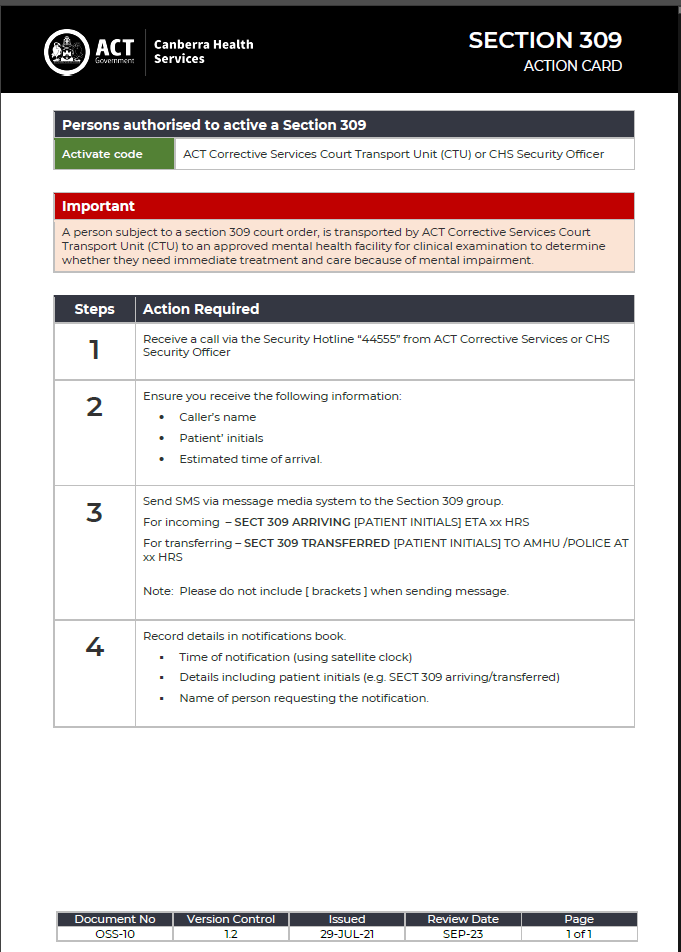 ACT
Government
Canberra Health
Services
SECTION 309
ACTION CARD
Persons authorised to active a Section 309
Activate code
ACT Corrective Services Court Transport Unit (CTU) or CHS Security Officer
Important
A person subject to a section 309 court order, is transported by ACT Corrective Services Court
Transport Unit (CTU) to an approved mental health facility for clinical examination to determine
whether they need immediate treatment and care because of mental impairment.
Steps
Action Required
1
Receive a call via the Security Hotline “44555” from ACT Corrective Services or CHS
Security Officer
2
Ensure you receive the following information:
• Caller’s name
• Patient’ initials
• Estimated time of arrival.
3
Send SMS via message media system to the Section 309 group.
For incoming – SECT 309 ARRIVING [PATIENT INITIALS] ETA xx HRS
For transferring – SECT 309 TRANSFERRED [PATIENT INITIALS] TO AMHU /POLICE AT
xx HRS
Note: Please do not include [ brackets ] when sending message.
4
Record details in notifications book.
▪ Time of notification (using satellite clock)
▪ Details including patient initials (e.g. SECT 309 arriving/transferred)
▪ Name of person requesting the notification.
Document No
Version Control
Issued
Review Date
Page
OSS-10
1.2
29-JUL-21
SEP-23
1 of 1